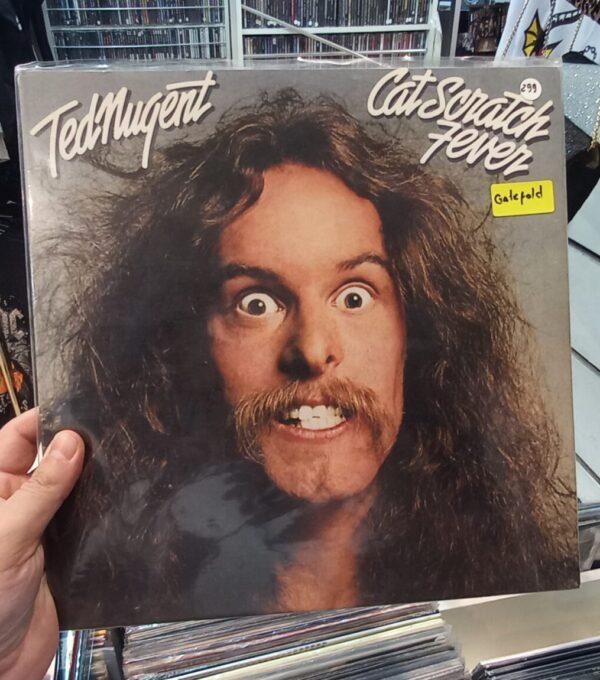 Ted Nugent
Cat Scratch
Fever
299
Gatefold